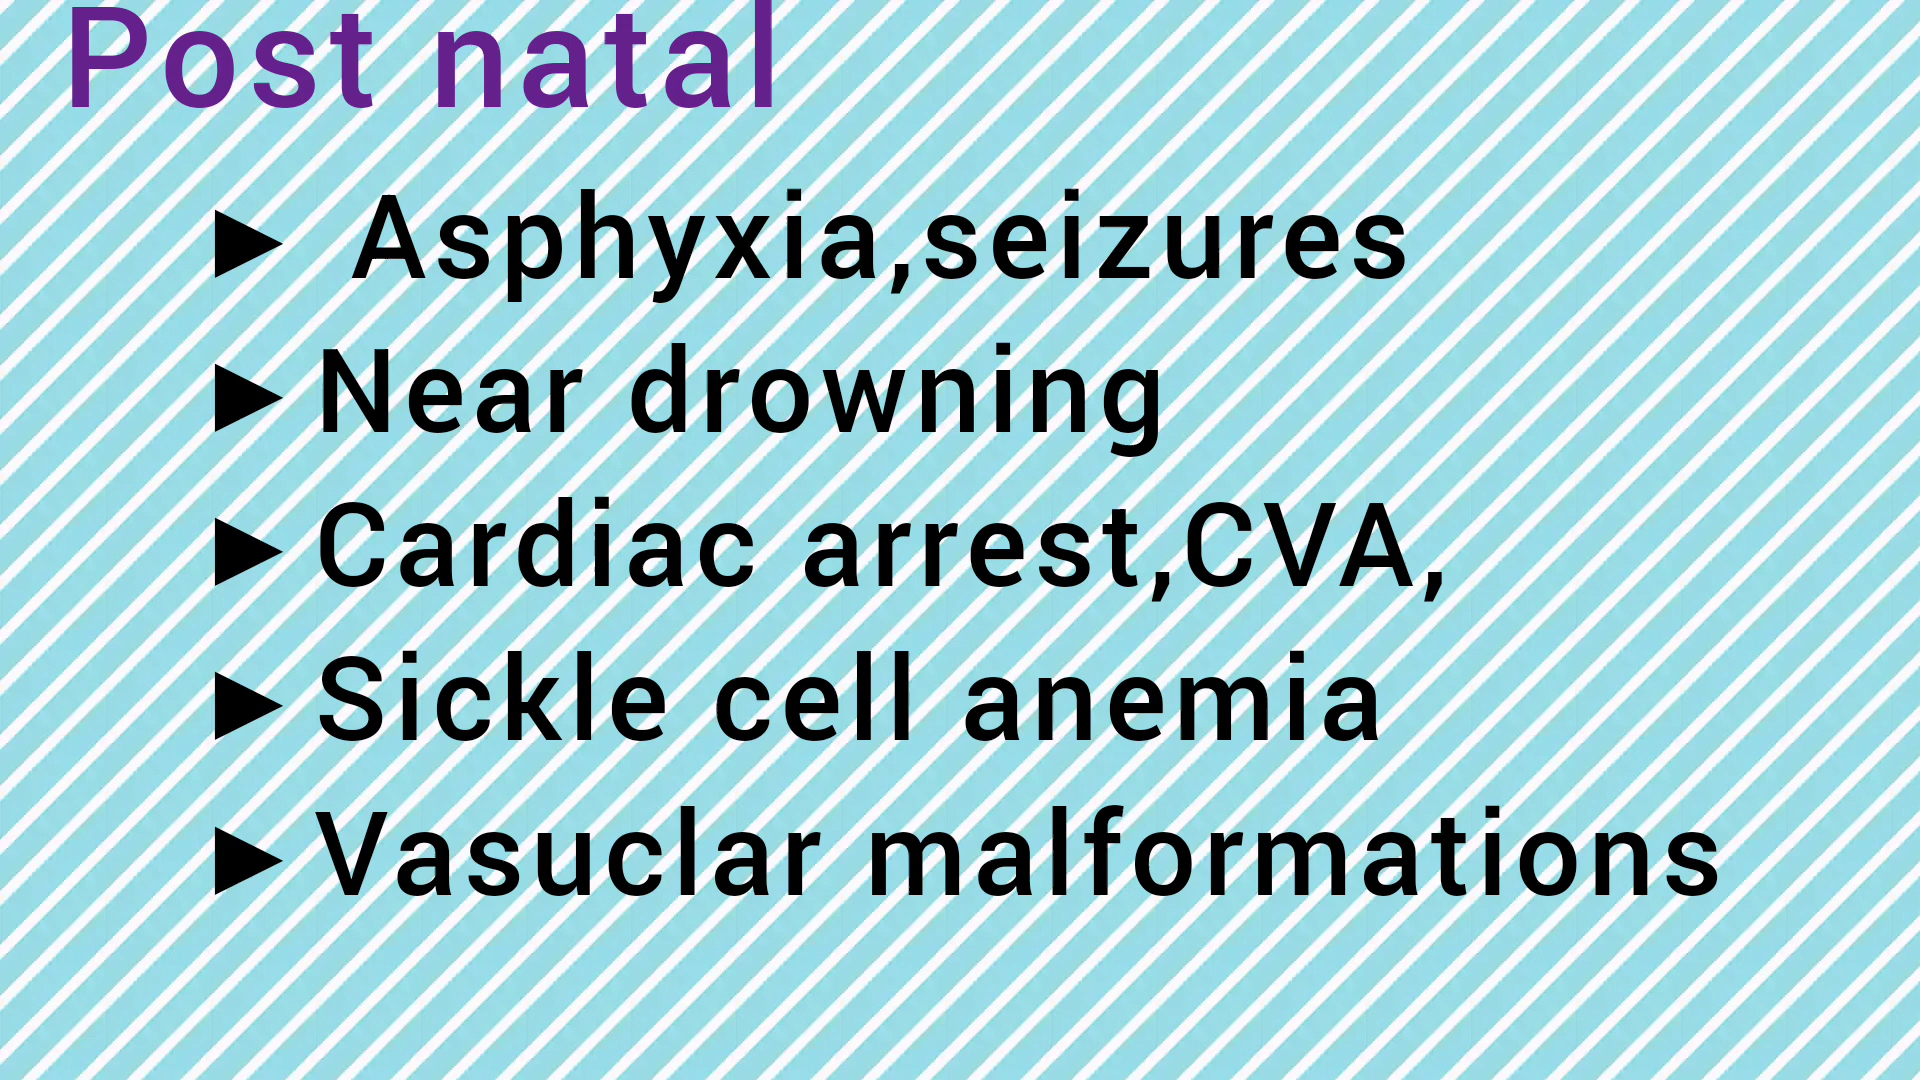 Post natal
► Asphyxia,seizures
► Near drowning
► Cardiac arrest,CVA,
► Sickle cell anemia
► Vasuclar malformations